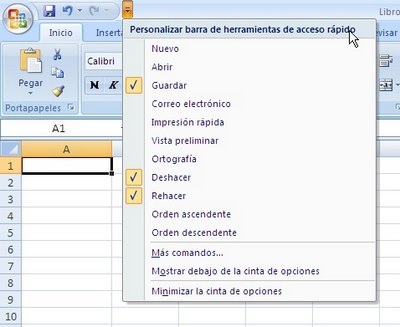 Libro
Personalizar barra de herramientas de acceso rápido
Inicio
Inserta
evisar
Nuevo
Abrir
Guardar
Correo electrónico
Impresión rápida
Vista preliminar
Ortografía
Deshacer
Rehacer
Orden ascendente
Orden descendente
Más comandos...
Mostrar debajo de la cinta de opciones
Minimizar la cinta de opciones
Pegar
Portapapeles
Calibri
N K
A1
A
1
2
3
4
5
6
7
8
9
10